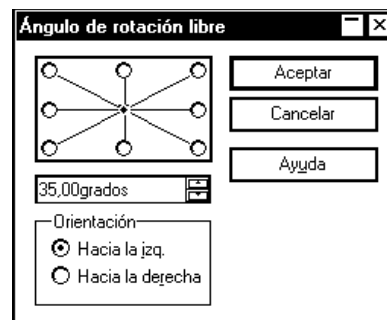 Ángulo de rotación libre
Aceptar
Cancelar
Ayuda
35,00grados
Orientación
Hacia la izq.
Hacia la derecha